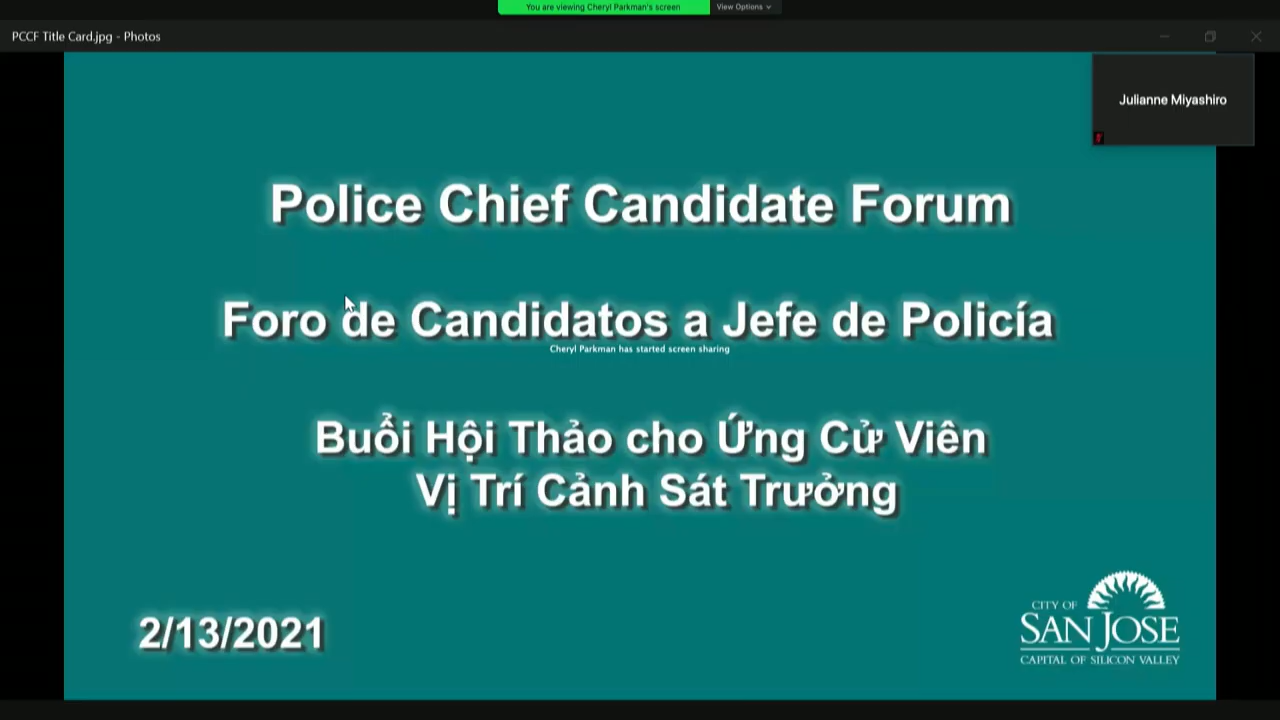 You are viewing Cheryl Parkman's screen
View Options
PCCF Title Card.jpg - Photos
Julianne Miyashiro
Police Chief Candidate Forum
Foro de Candidatos a Jefe de Policía
Cheryl Parkman has started screen sharing
Buổi Hội Thảo cho Ứng Cử Viên
Vị Trí Cảnh Sát Trưởng
2/13/2021
CITY OF
SAN JOSE
CAPITAL OF SILICON VALLEY